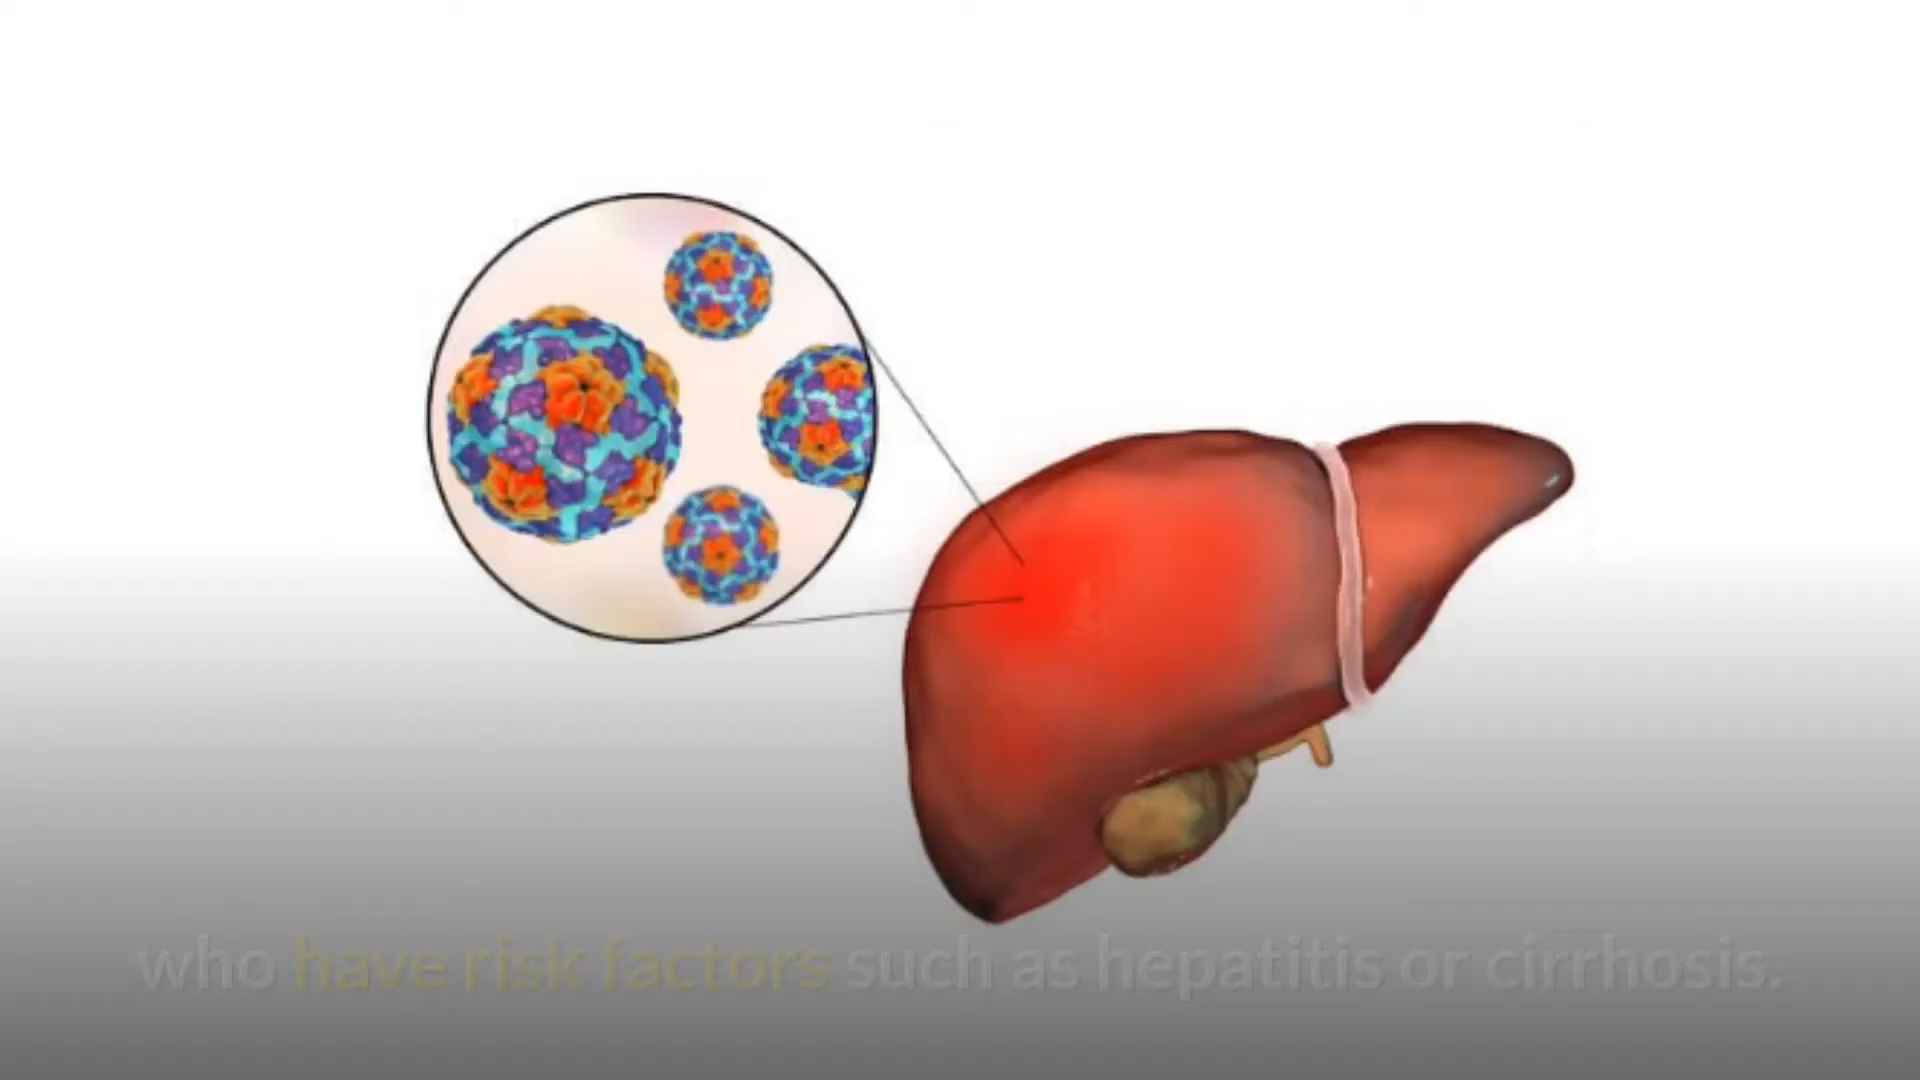 who have risk factors such as hepatitis or cirrhosis.